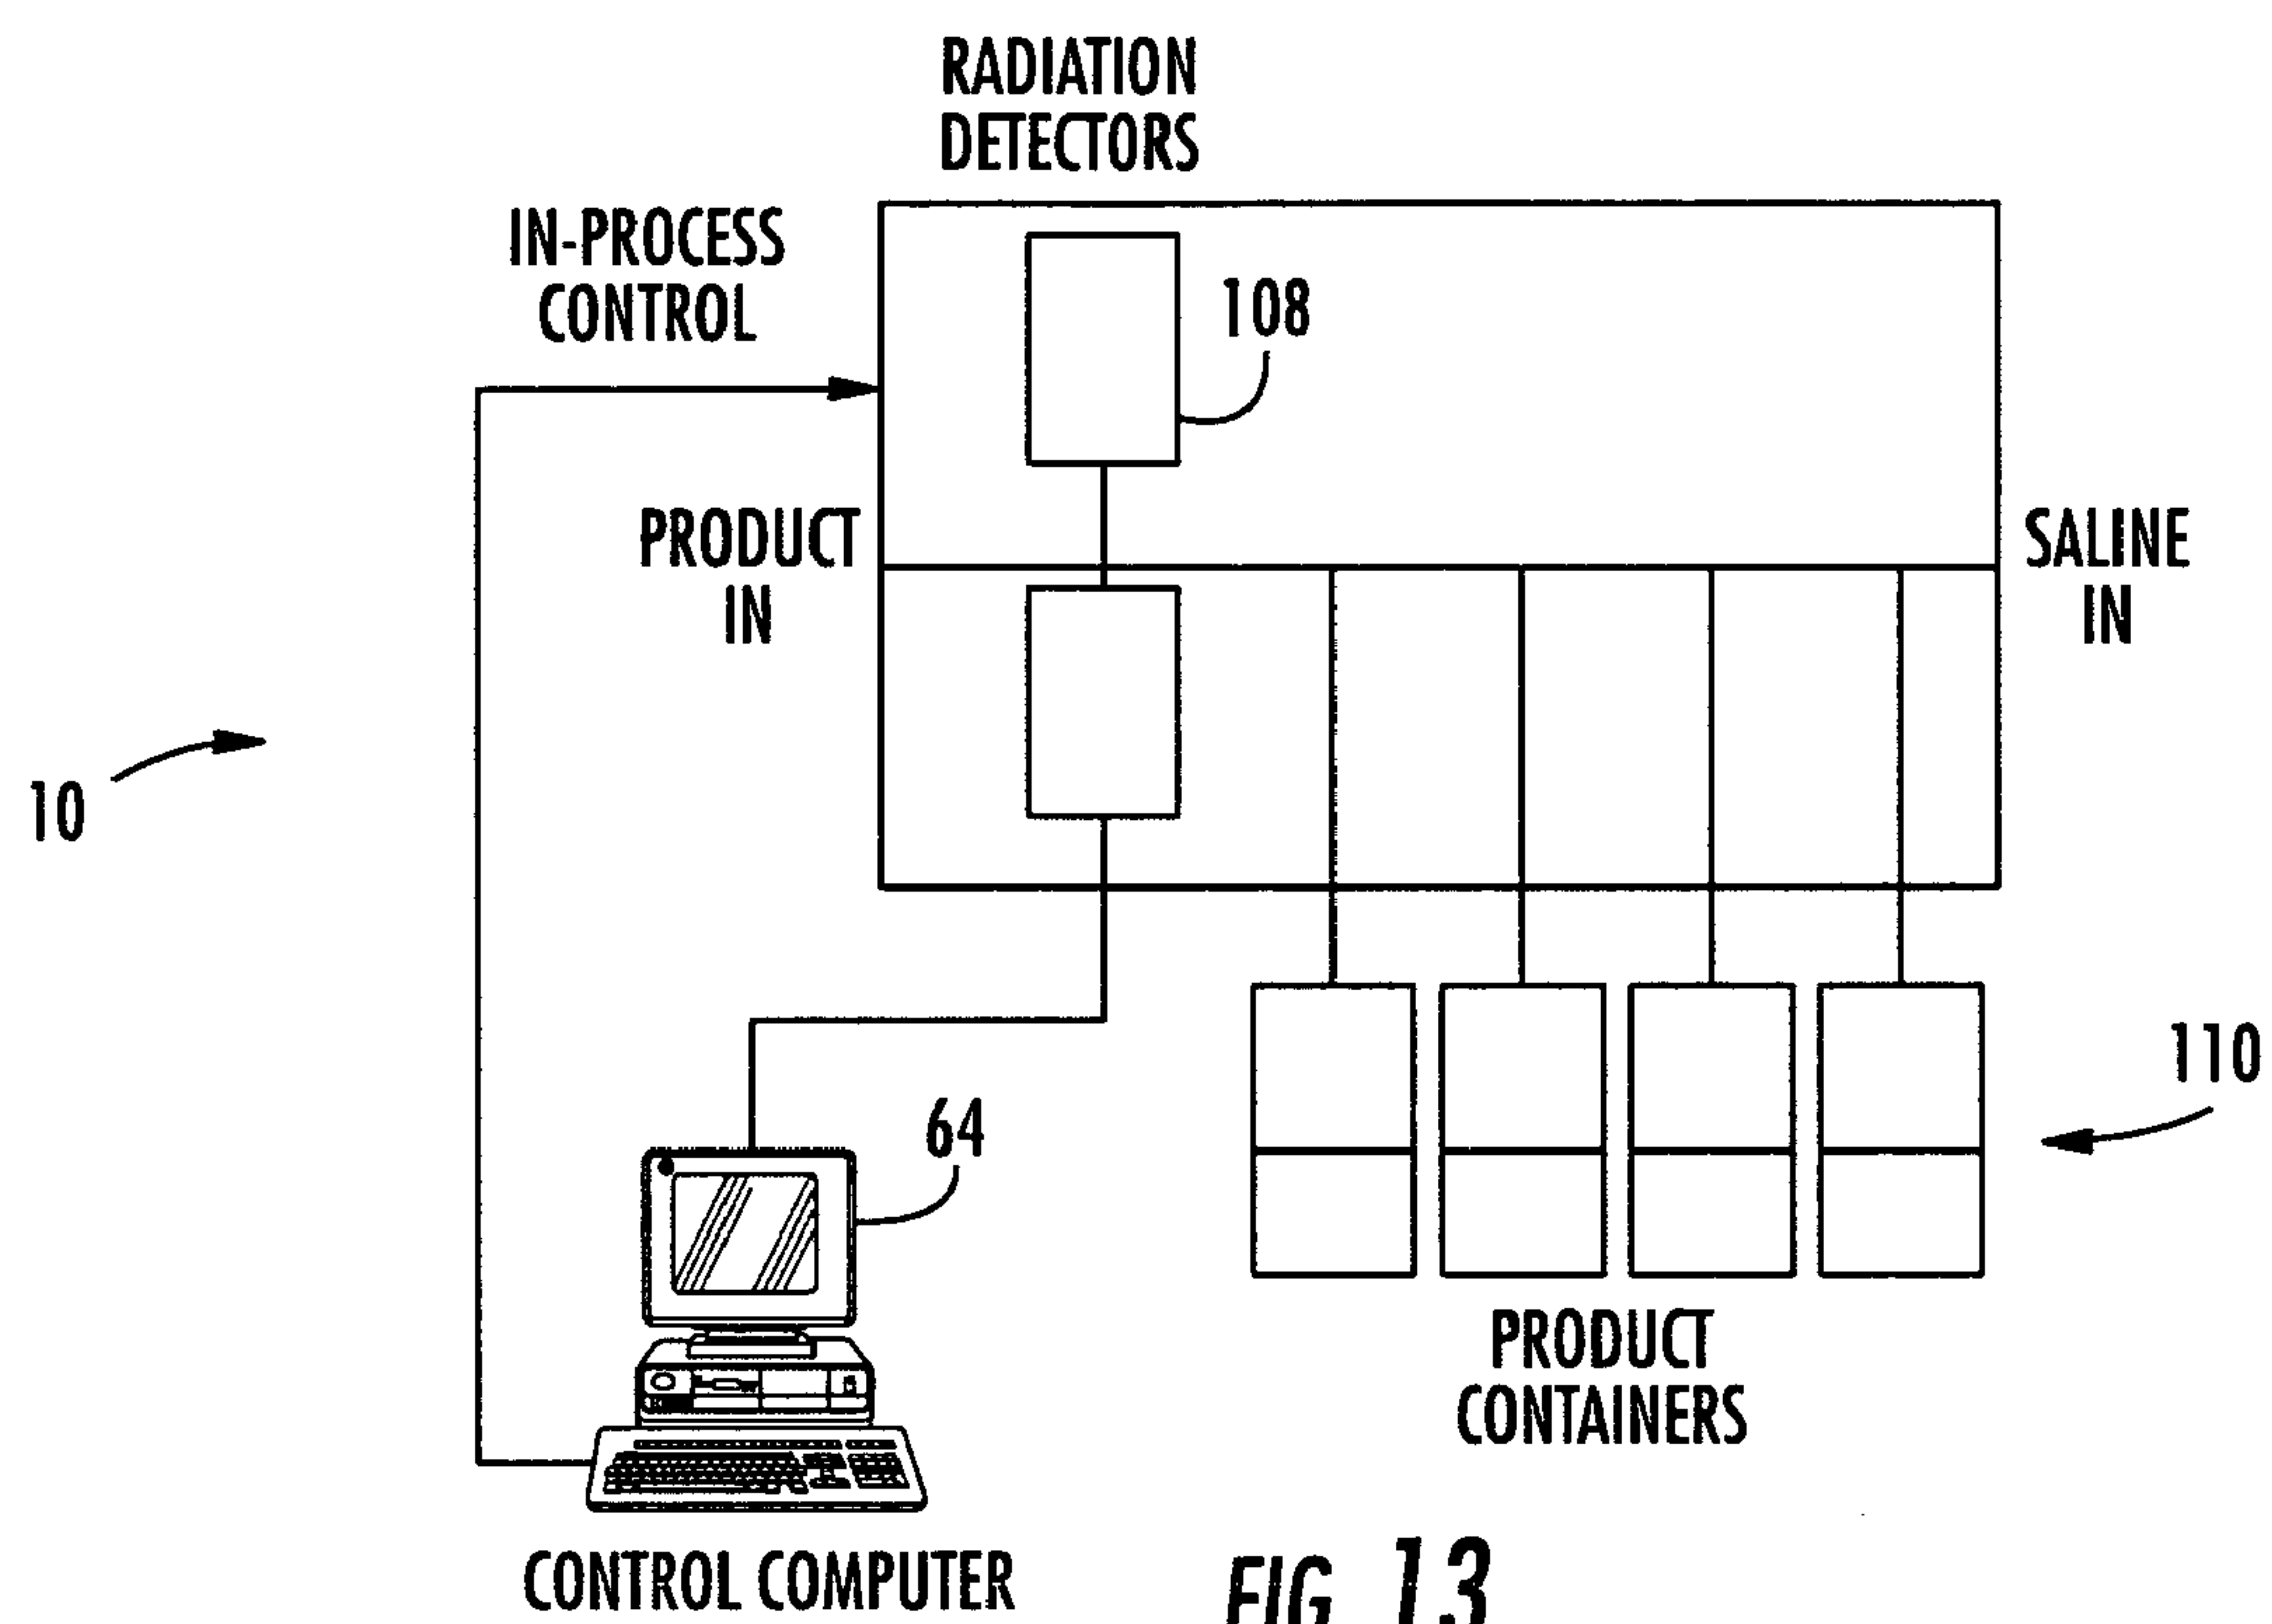 RADIATION
DETECTORS
IN-PROCESS
CONTROL
108
PRODUCT
IN
SALINE
IN
10
110
64
PRODUCT
CONTAINERS
CONTROL COMPUTER
FIG. 13